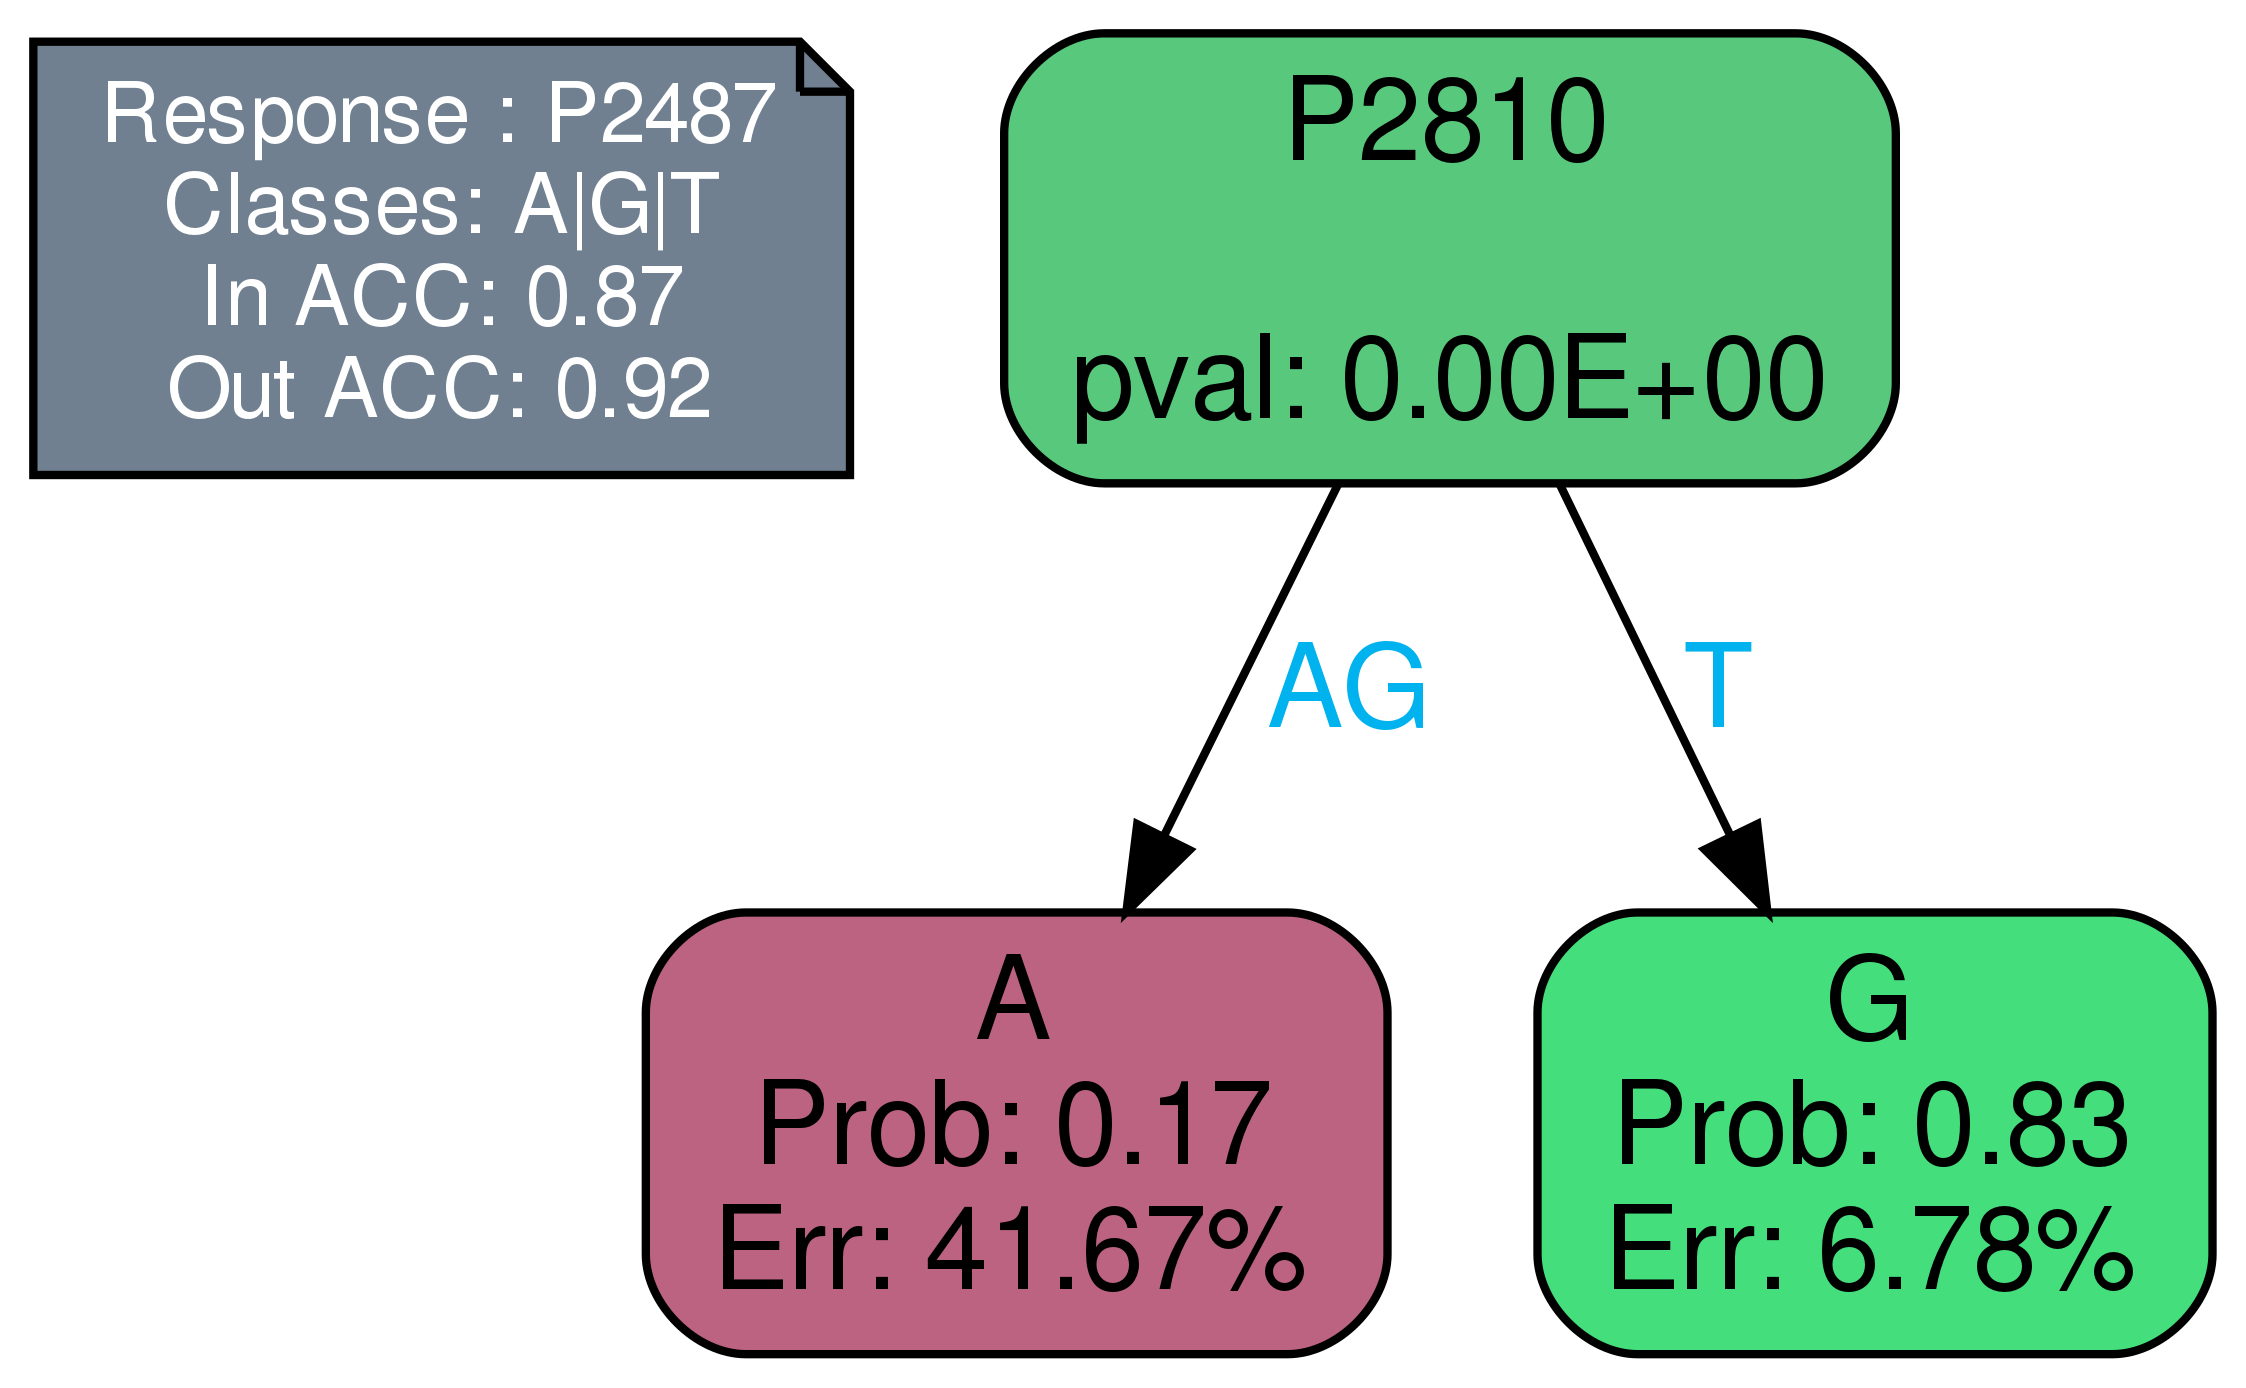 Response : P2487
Classes: A|G|T
In ACC: 0.87
Out ACC: 0.92
P2810
pval: 0.00E+00
AG
T
A
Prob: 0.17
Err: 41.67%
G
Prob: 0.83
Err: 6.78%